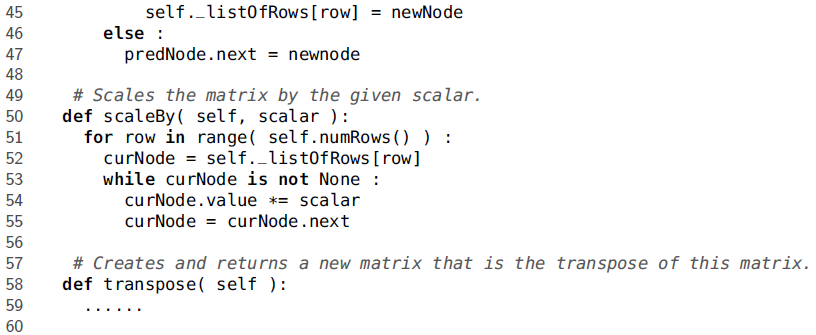 45 self._listOfRows[row] = newNode
46 else :
47 predNode.next = newnode
48
49 # Scales the matrix by the given scalar.
50 def scaleBy( self, scalar ):
51 for row in range( self.numRows() ) :
52 curNode = self._listOfRows[row]
53 while curNode is not None :
54 curNode.value *= scalar
55 curNode = curNode.next
56
57 # Creates and returns a new matrix that is the transpose of this matrix.
58 def transpose( self ):
59 ......
60